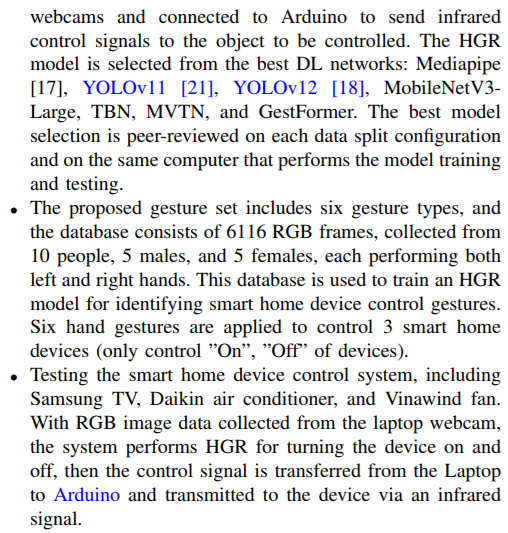 webcams and connected to Arduino to send infrared
control signals to the object to be controlled. The HGR
model is selected from the best DL networks: Mediapipe
[17], YOLOv11 [21], YOLOv12 [18], MobileNetV3-
Large, TBN, MVTN, and GestFormer. The best model
selection is peer-reviewed on each data split configuration
and on the same computer that performs the model training
and testing.
• The proposed gesture set includes six gesture types, and
the database consists of 6116 RGB frames, collected from
10 people, 5 males, and 5 females, each performing both
left and right hands. This database is used to train an HGR
model for identifying smart home device control gestures.
Six hand gestures are applied to control 3 smart home
devices (only control ”On”, ”Off” of devices).
• Testing the smart home device control system, including
Samsung TV, Daikin air conditioner, and Vinawind fan.
With RGB image data collected from the laptop webcam,
the system performs HGR for turning the device on and
off, then the control signal is transferred from the Laptop
to Arduino and transmitted to the device via an infrared
signal.